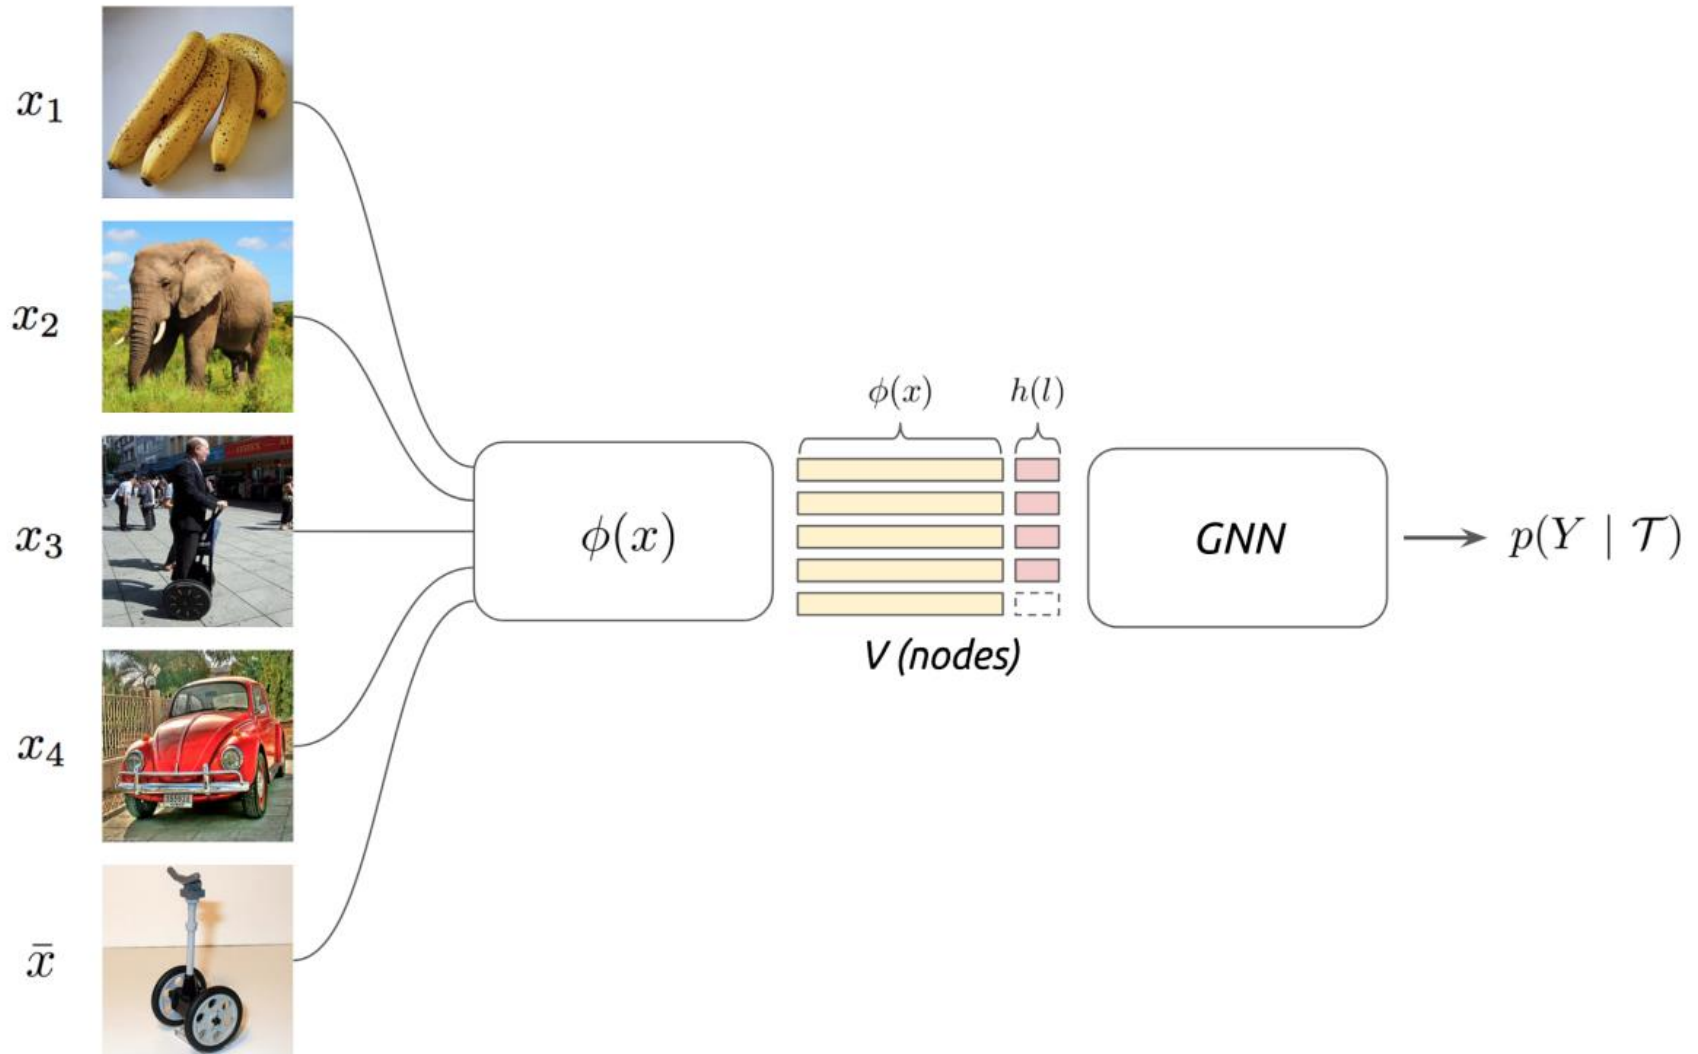 x₁
x₂
x₃
x₄
x̄
ϕ(x)
ϕ(x)
h(l)
V (nodes)
GNN
p(Y | 𝒯)